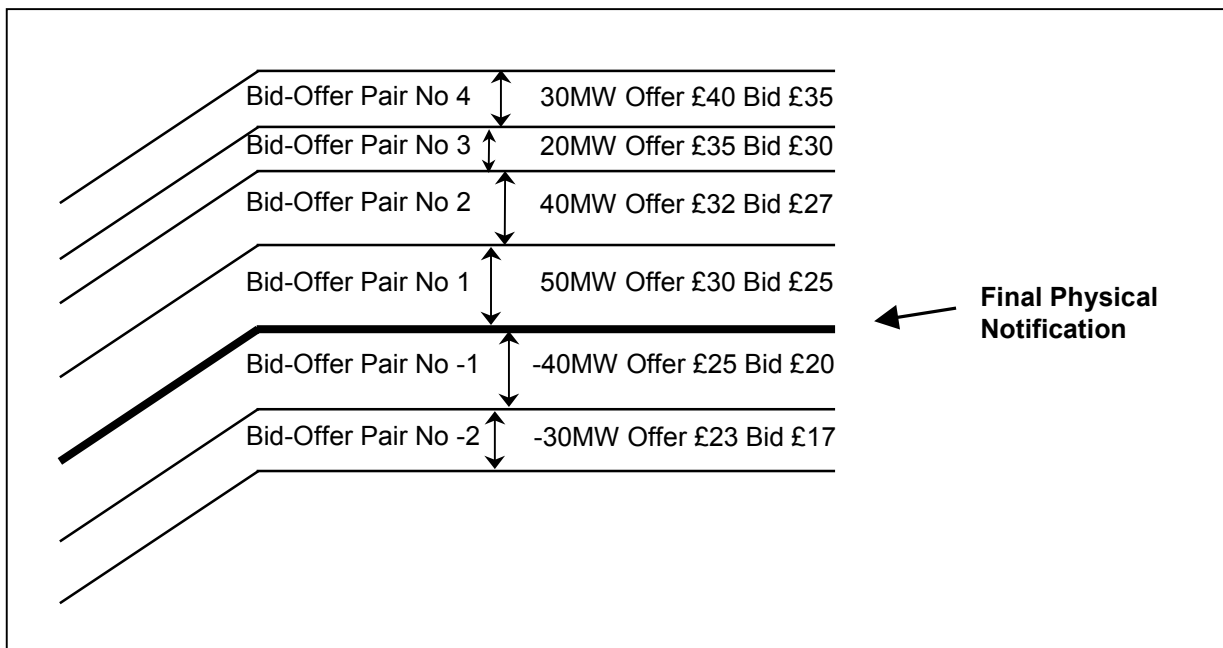 Bid-Offer Pair No 4 30MW Offer £40 Bid £35
Bid-Offer Pair No 3 20MW Offer £35 Bid £30
Bid-Offer Pair No 2 40MW Offer £32 Bid £27
Bid-Offer Pair No 1 50MW Offer £30 Bid £25
Final Physical
Notification
Bid-Offer Pair No -1 -40MW Offer £25 Bid £20
Bid-Offer Pair No -2 -30MW Offer £23 Bid £17